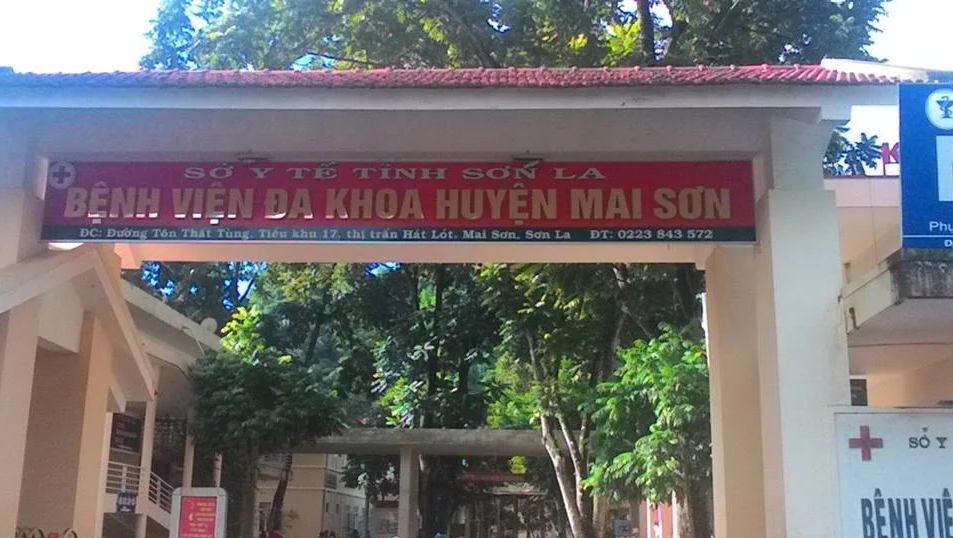 SỞ Y TẾ TỈNH SƠN LA
BỆNH VIỆN ĐA KHOA HUYỆN MAI SƠN
ĐC: Đường Tôn Thất Tùng, Tiểu khu 17, thị trấn Hát Lót, Mai Sơn, Sơn La ĐT: 0223 843 572
K
Phụ
SỞ Y
BỆNH VIỆ